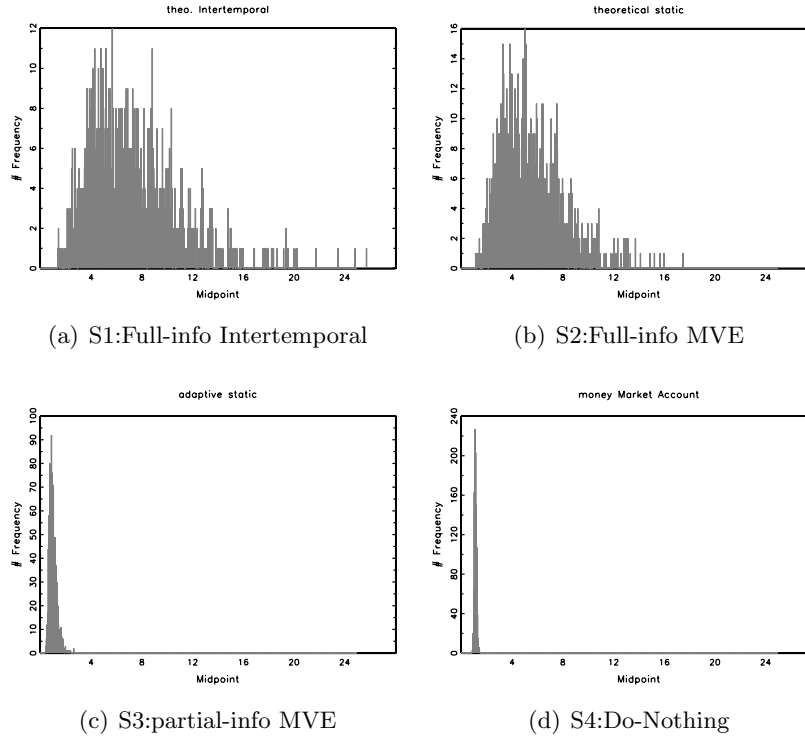 theo. Intertemporal
theoretical static
# Frequency
0 2 4 6 8 10 12
4 8 12 16 20 24
Midpoint
# Frequency
0 2 4 6 8 10 12 14 16
4 8 12 16 20 24
Midpoint
(a) S1:Full-info Intertemporal
(b) S2:Full-info MVE
adaptive static
money Market Account
# Frequency
0 10 20 30 40 50 60 70 80 90 100
4 8 12 16 20 24
Midpoint
# Frequency
0 40 80 120 160 200 240
4 8 12 16 20 24
Midpoint
(c) S3:partial-info MVE
(d) S4:Do-Nothing